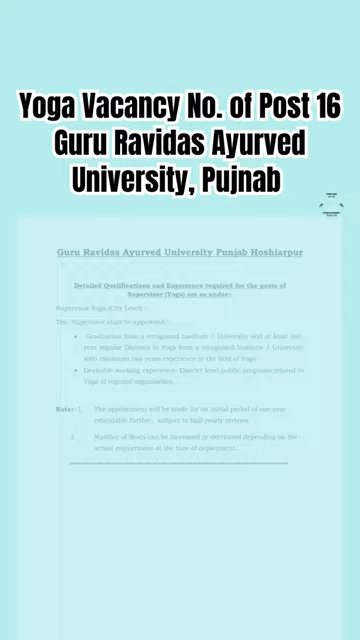 Yoga Vacancy No. of Post 16
Guru Ravidas Ayurved
University, Pujnab
Guru Ravidas Ayurved University Punjab Hoshiarpur
Detailed Qualifications and Experience required for the posts of
Supervisor (Yoga) are as under:-
Supervisor Yoga (City Level) :-
The Supervisor shall be appointed:-
• Graduation from a recognized Institute / University and at least one
year regular Diploma in Yoga from a recognized Institute / University
with minimum two years experience in the field of Yoga.
• Desirable working experience: District level public programs related to
Yoga of reputed organization.
Note: 1. The appointment will be made for an initial period of one year
extendable further, subject to half yearly reviews.
2. Number of Seats can be increased or decreased depending on the
actual requirement at the time of deployment.